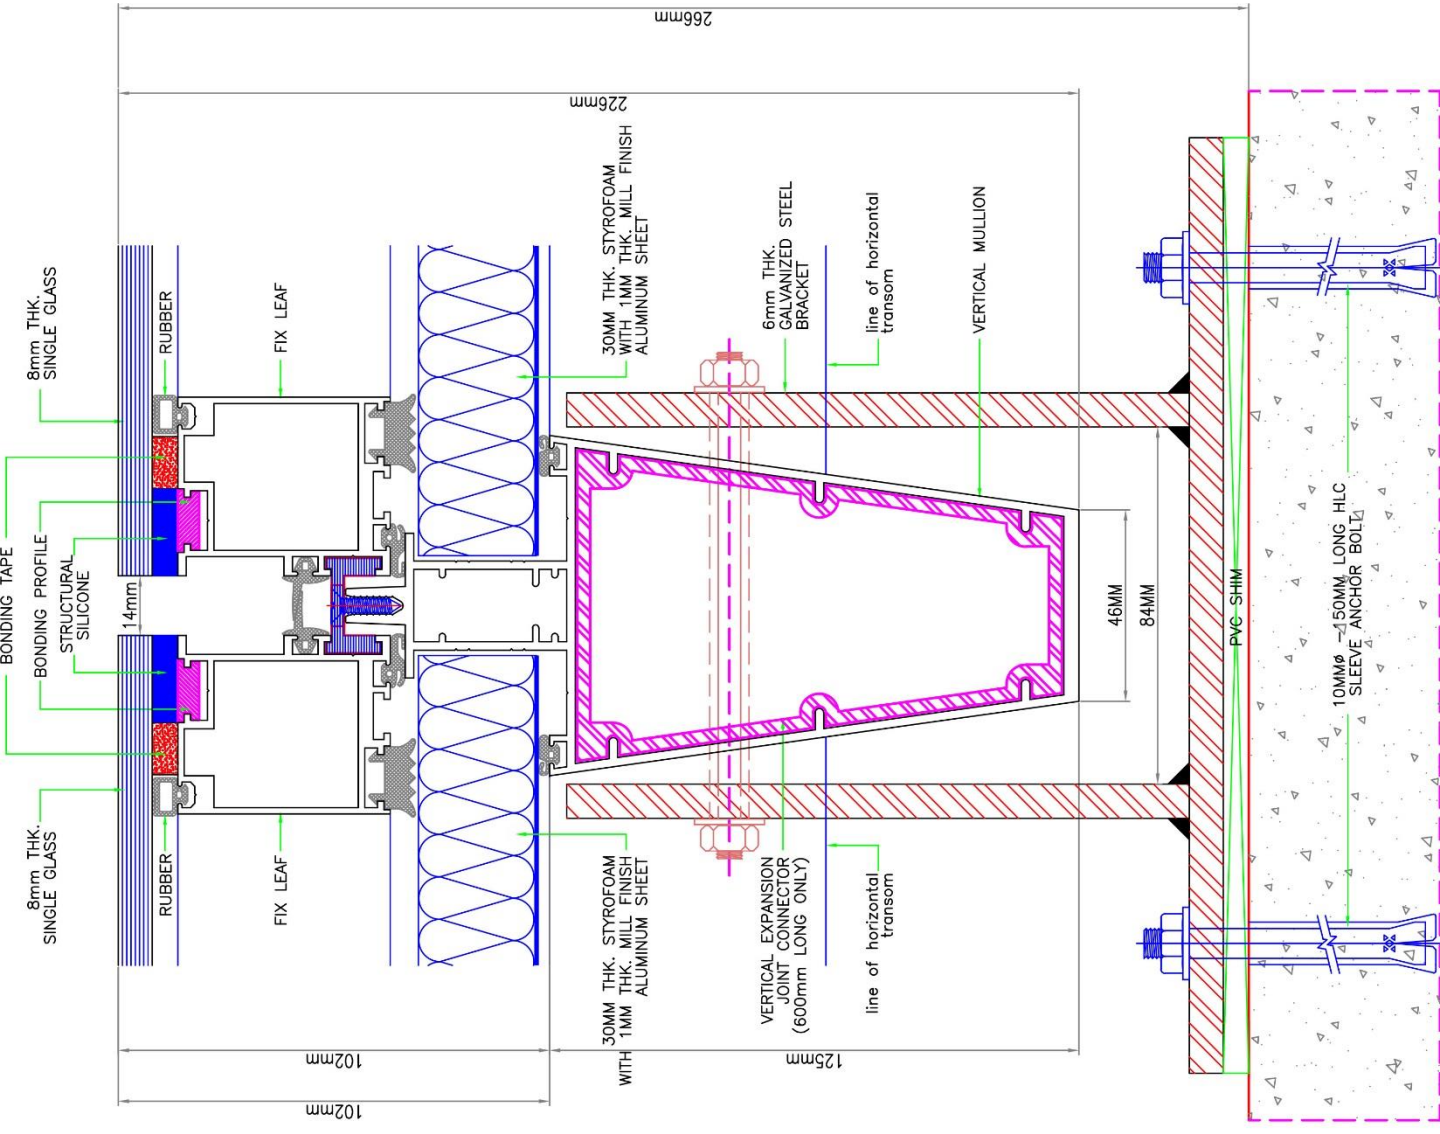 266mm
226mm
8mm THK.
SINGLE GLASS
RUBBER
FIX LEAF
30MM THK. STYROFOAM
WITH 1MM THK. MILL FINISH
ALUMINUM SHEET
6mm THK.
GALVANIZED STEEL
BRACKET
line of horizontal
transom
VERTICAL MULLION
BONDING TAPE
BONDING PROFILE
STRUCTURAL
SILICONE
14mm
46MM
84MM
PVC SHIM
10MMØ -150MM LONG HLC
SLEEVE ANCHOR BOLT
8mm THK.
SINGLE GLASS
RUBBER
FIX LEAF
30MM THK. STYROFOAM
WITH 1MM THK. MILL FINISH
ALUMINUM SHEET
VERTICAL EXPANSION
JOINT CONNECTOR
(600mm LONG ONLY)
line of horizontal
transom
102mm
125mm
102mm